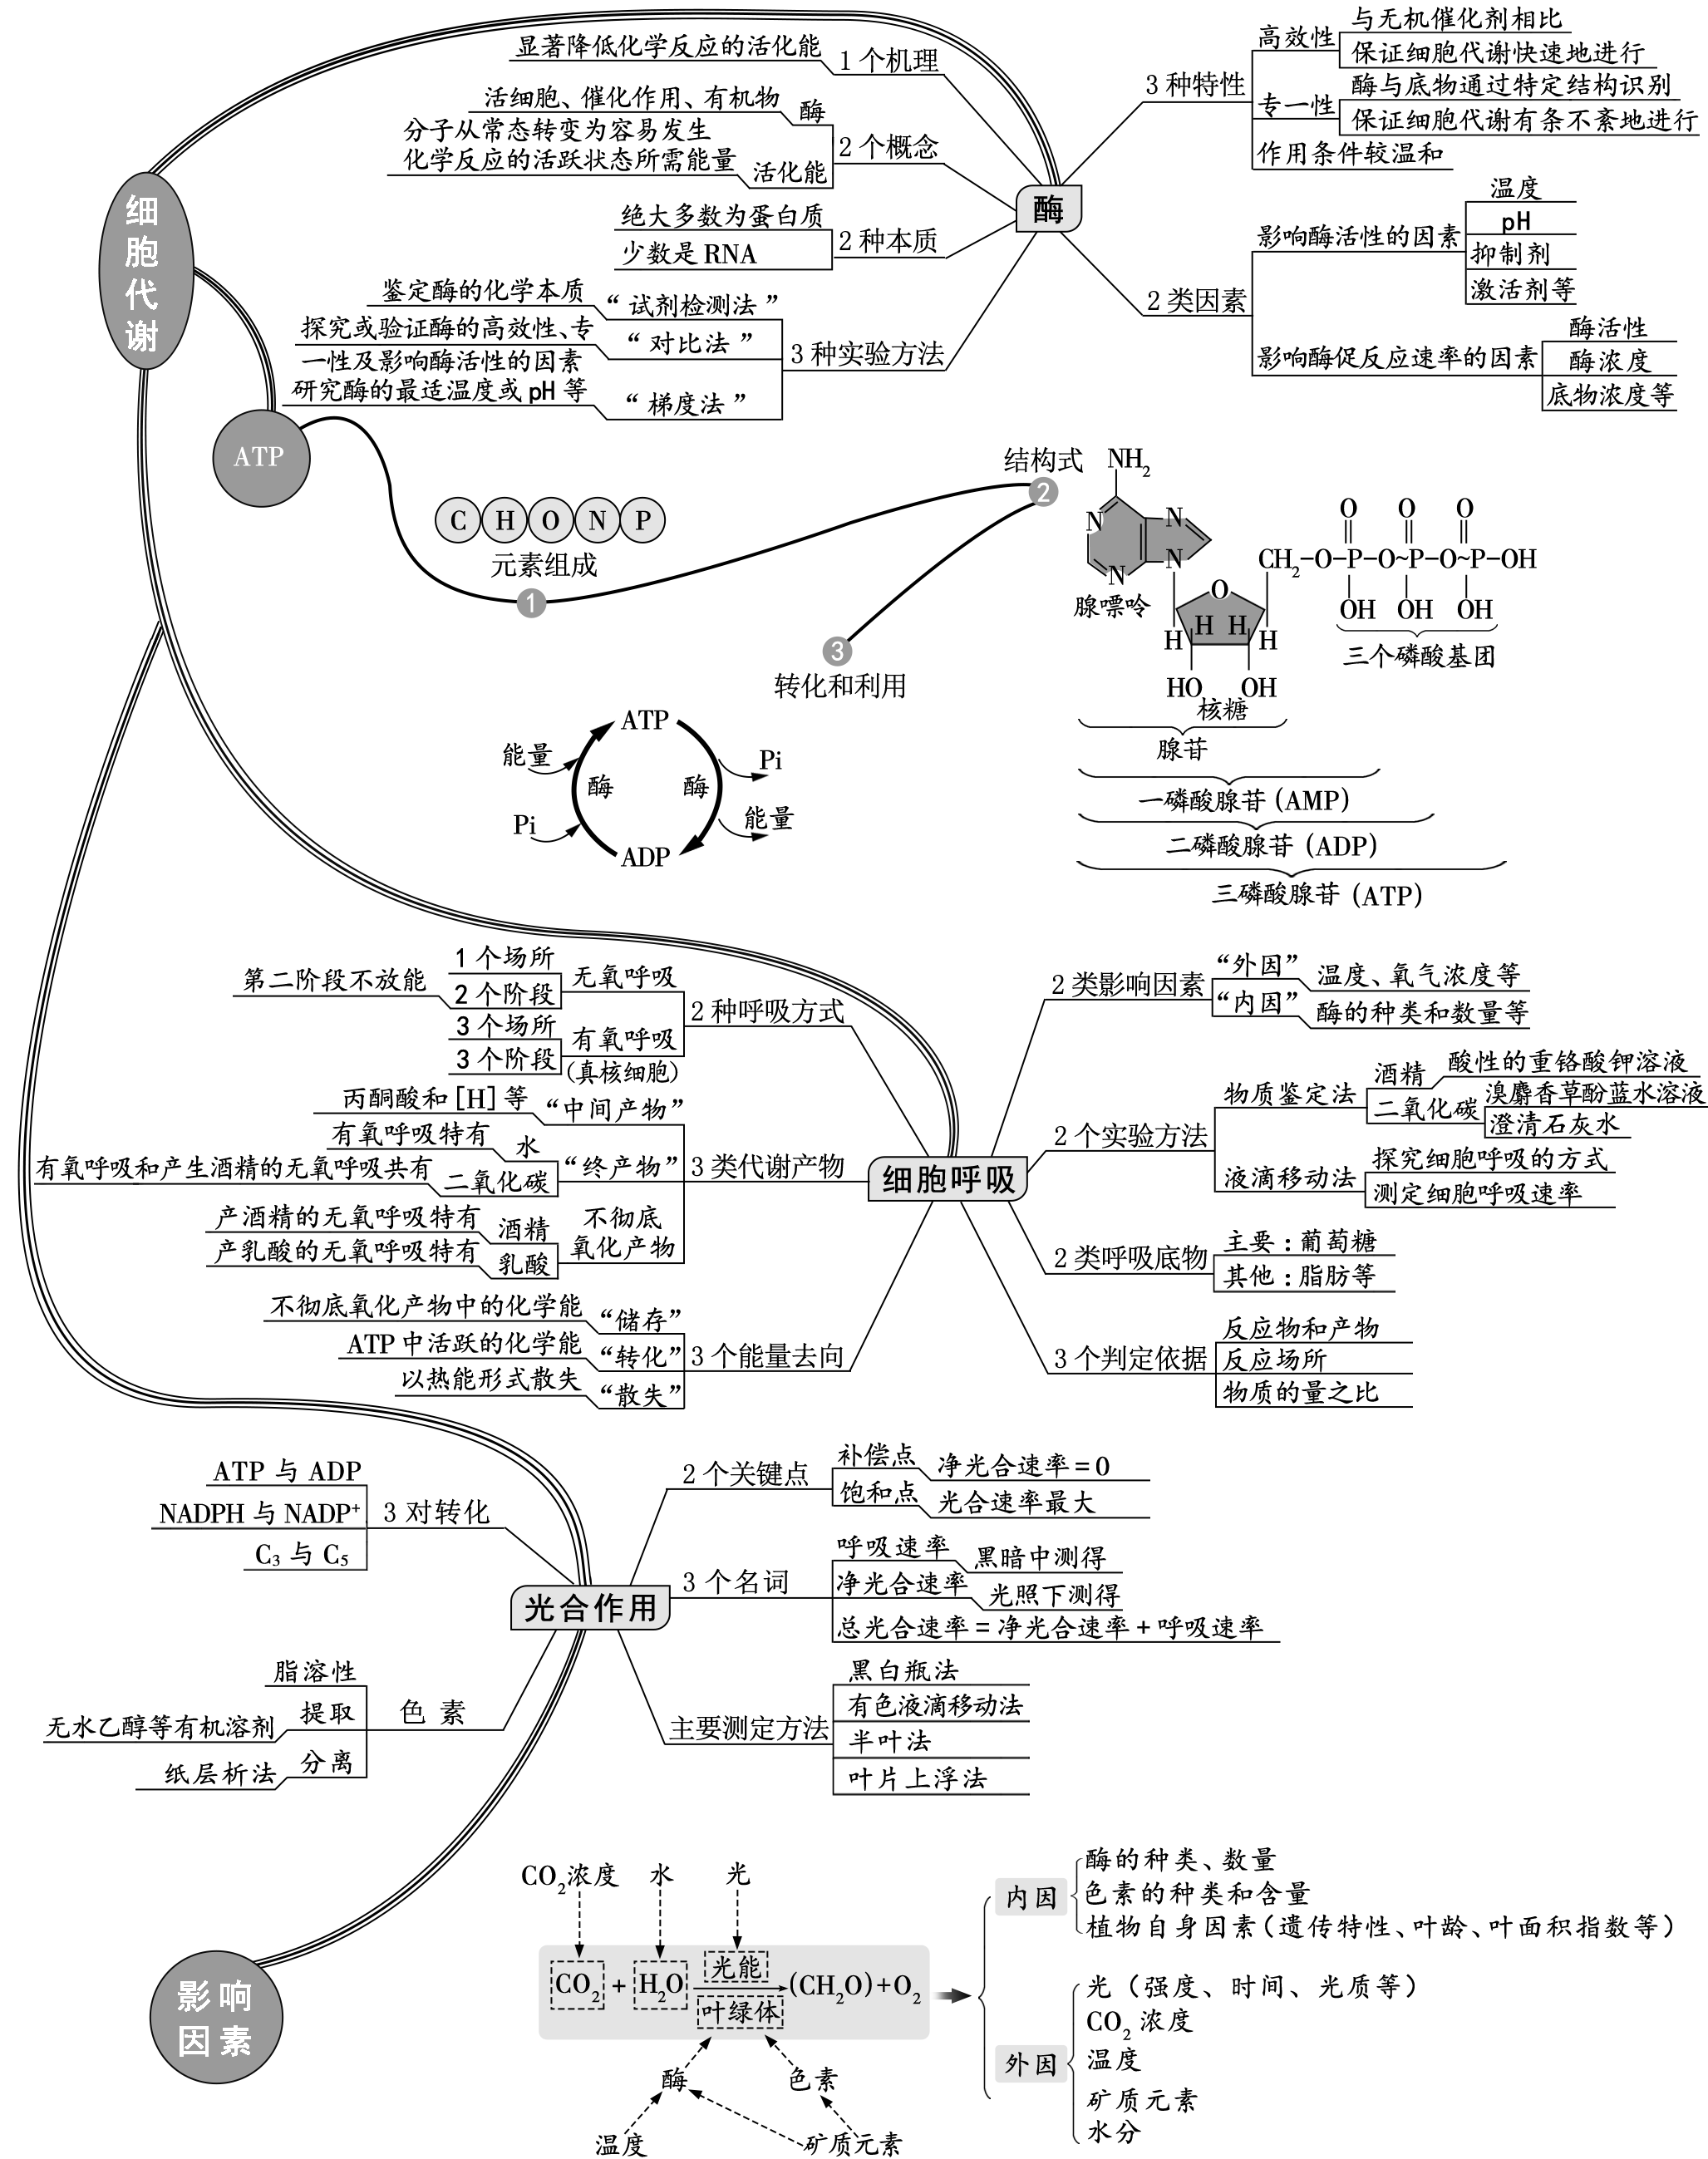 细胞代谢
显著降低化学反应的活化能
1个机理
活细胞、催化作用、有机物
酶
分子从常态转变为容易发生
化学反应的活跃状态所需能量
活化能
2个概念
绝大多数为蛋白质
少数是RNA
2种本质
鉴定酶的化学本质
“试剂检测法”
探究或验证酶的高效性、专
一性及影响酶活性的因素
“对比法”
研究酶的最适温度或pH等
“梯度法”
3种实验方法
酶
3种特性
高效性
与无机催化剂相比
保证细胞代谢快速地进行
专一性
酶与底物通过特定结构识别
保证细胞代谢有条不紊地进行
作用条件较温和
2类因素
影响酶活性的因素
温度
pH
抑制剂
激活剂等
影响酶促反应速率的因素
酶活性
酶浓度
底物浓度等
ATP
C H O N P
元素组成
1
结构式
2
3
转化和利用
NH₂
N
N
N
N
腺嘌呤
O
H H H H
HO OH
核糖
O O O
CH₂–O–P–O~P–O~P–OH
OH OH OH
三个磷酸基团
腺苷
一磷酸腺苷(AMP)
二磷酸腺苷(ADP)
三磷酸腺苷(ATP)
ATP
能量
酶 酶
Pi
Pi
能量
ADP
第二阶段不放能
1个场所
2个阶段
无氧呼吸
3个场所
3个阶段
有氧呼吸
(真核细胞)
2种呼吸方式
丙酮酸和[H]等
“中间产物”
有氧呼吸特有
水
有氧呼吸和产生酒精的无氧呼吸共有
二氧化碳
“终产物”
3类代谢产物
产酒精的无氧呼吸特有
酒精
产乳酸的无氧呼吸特有
乳酸
不彻底
氧化产物
不彻底氧化产物中的化学能
“储存”
ATP中活跃的化学能
“转化”
以热能形式散失
“散失”
3个能量去向
细胞呼吸
2类影响因素
“外因”
温度、氧气浓度等
“内因”
酶的种类和数量等
2个实验方法
物质鉴定法
酒精
酸性的重铬酸钾溶液
二氧化碳
溴麝香草酚蓝水溶液
澄清石灰水
液滴移动法
探究细胞呼吸的方式
测定细胞呼吸速率
2类呼吸底物
主要:葡萄糖
其他:脂肪等
3个判定依据
反应物和产物
反应场所
物质的量之比
ATP与ADP
NADPH与NADP⁺
C₃与C₅
3对转化
光合作用
脂溶性
无水乙醇等有机溶剂
提取
纸层析法
分离
色素
2个关键点
补偿点
净光合速率=0
饱和点
光合速率最大
3个名词
呼吸速率
黑暗中测得
净光合速率
光照下测得
总光合速率=净光合速率+呼吸速率
主要测定方法
黑白瓶法
有色液滴移动法
半叶法
叶片上浮法
影响
因素
CO₂浓度 水 光
光能
CO₂ + H₂O (CH₂O)+O₂
叶绿体
酶 色素
温度 矿质元素
内因
酶的种类、数量
色素的种类和含量
植物自身因素(遗传特性、叶龄、叶面积指数等)
外因
光(强度、时间、光质等)
CO₂浓度
温度
矿质元素
水分